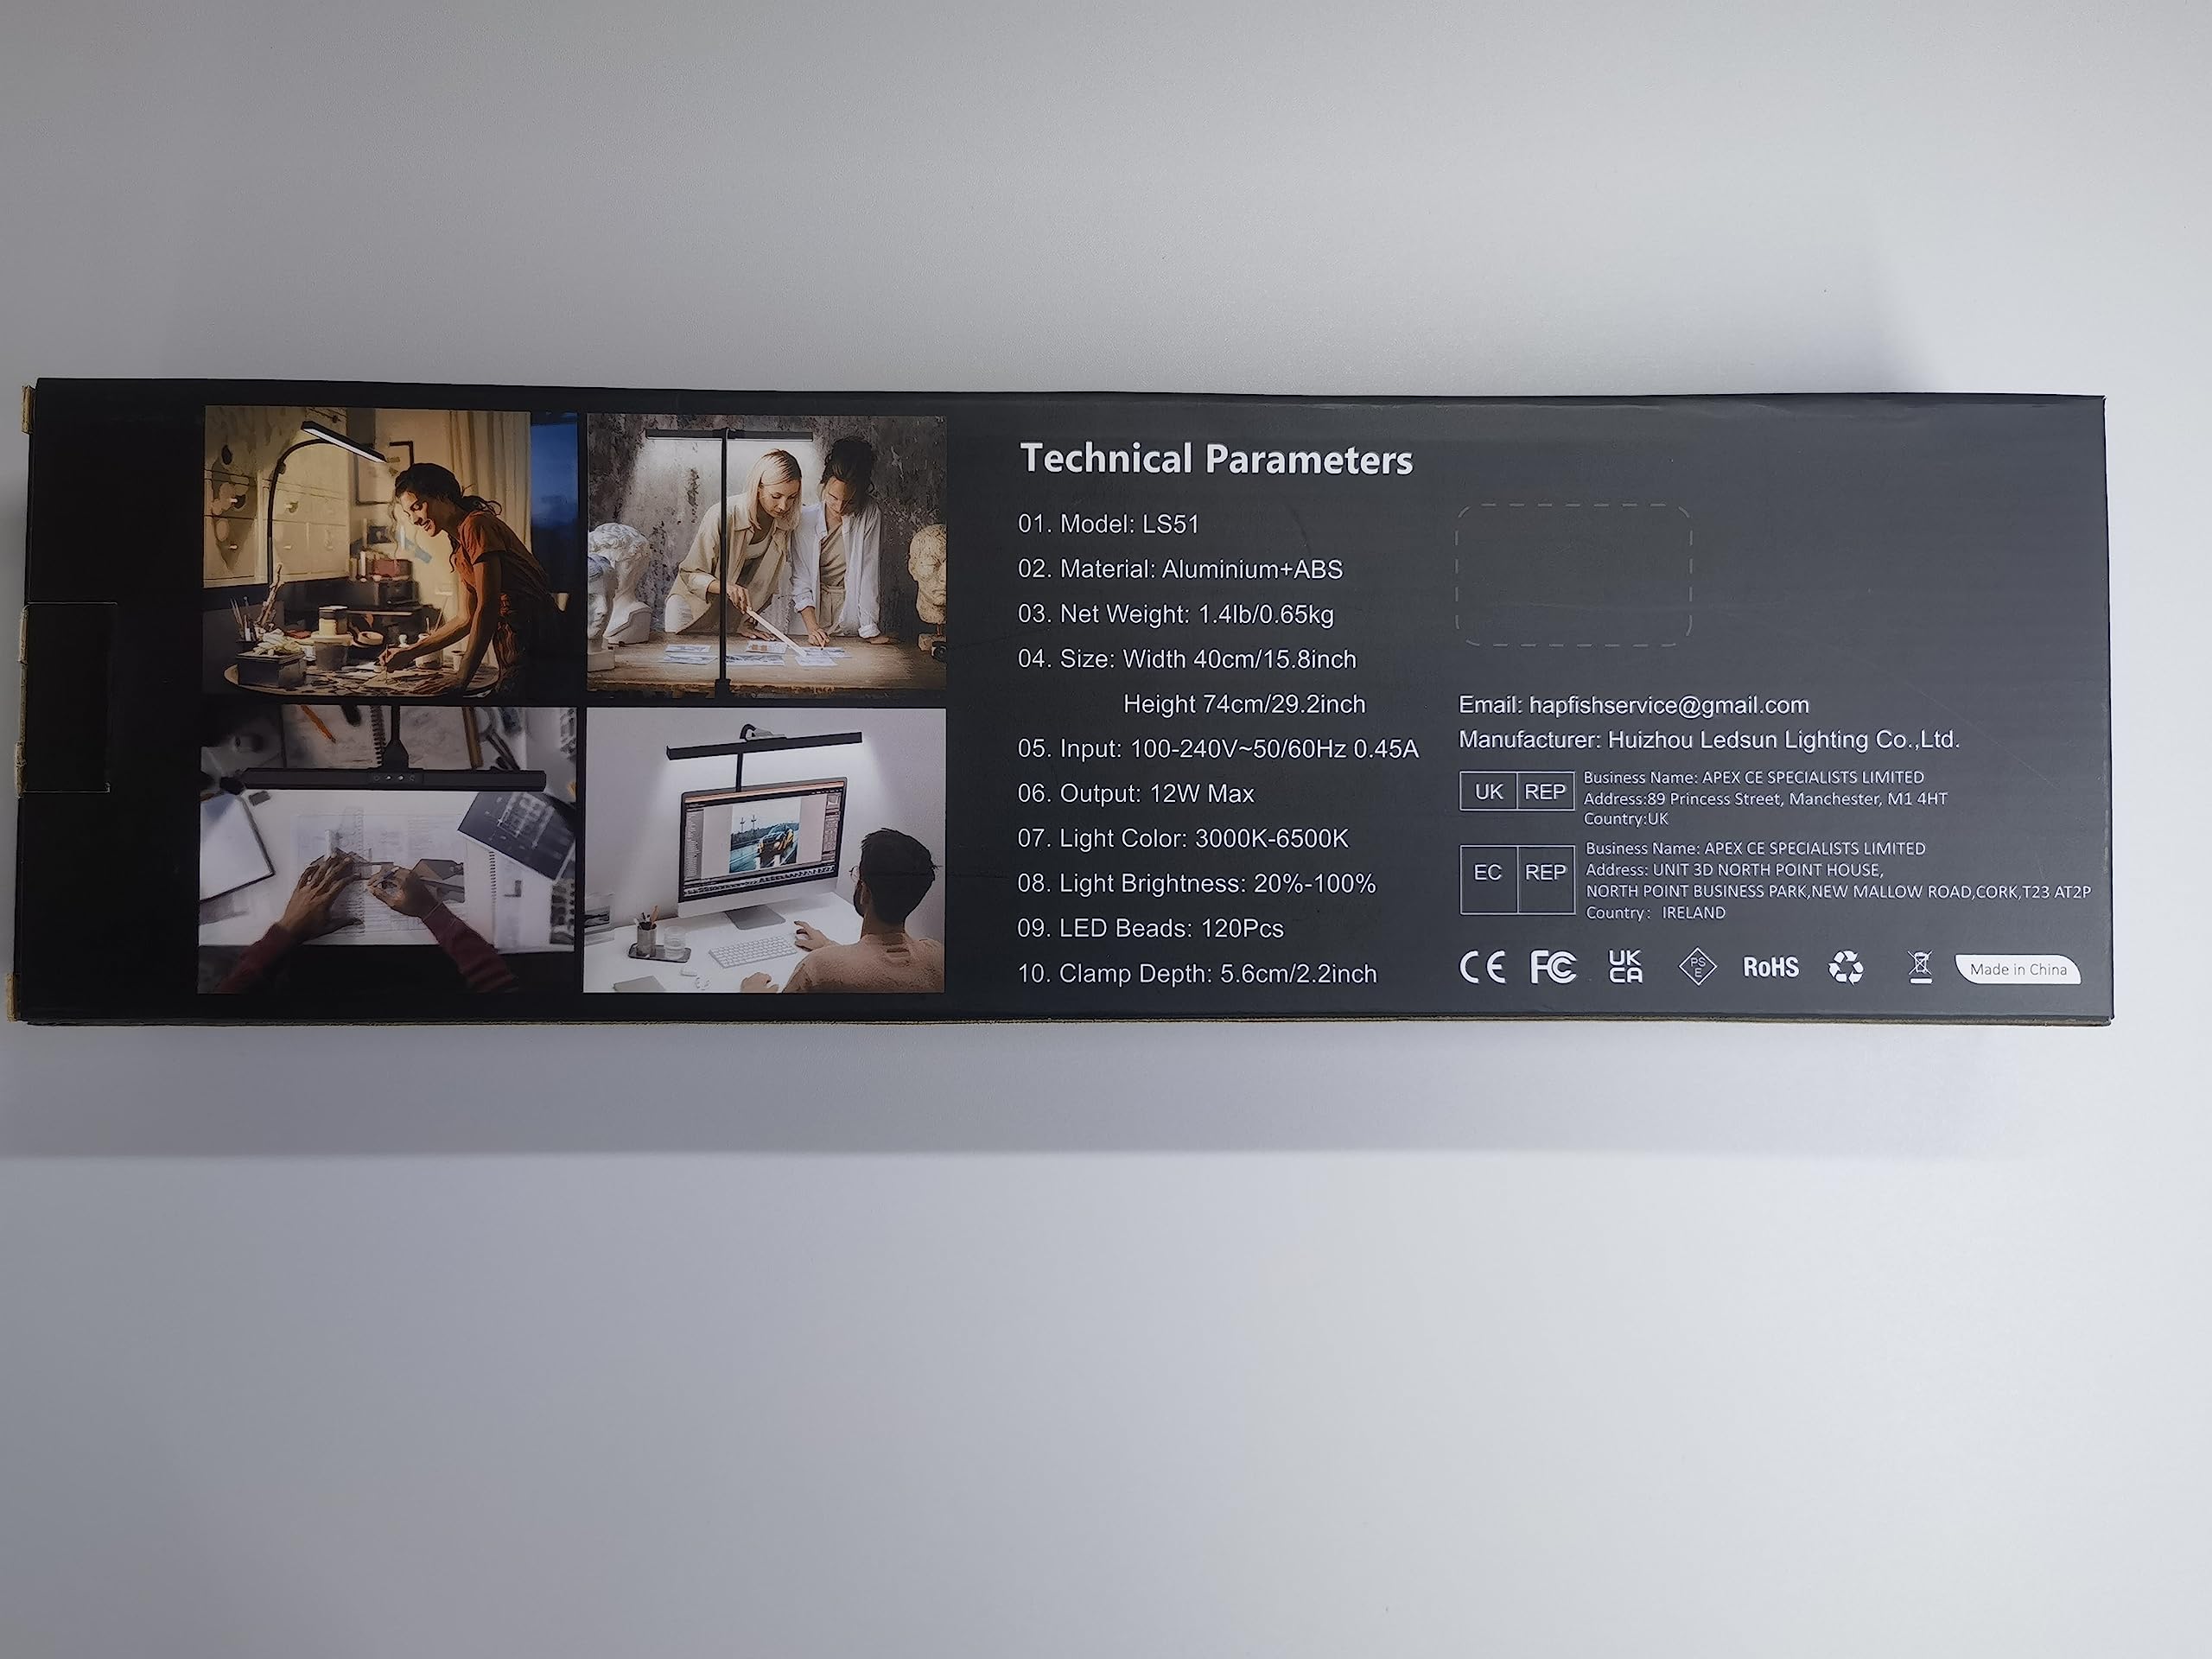 Technical Parameters
01. Model: LS51
02. Material: Aluminium+ABS
03. Net Weight: 1.4lb/0.65kg
04. Size: Width 40cm/15.8inch
Height 74cm/29.2inch
05. Input: 100-240V~50/60Hz 0.45A
06. Output: 12W Max
07. Light Color: 3000K-6500K
08. Light Brightness: 20%-100%
09. LED Beads: 120Pcs
10. Clamp Depth: 5.6cm/2.2inch
Email: hapfishservice@gmail.com
Manufacturer: Huizhou Ledsun Lighting Co.,Ltd.
UK REP
Business Name: APEX CE SPECIALISTS LIMITED
Address:89 Princess Street, Manchester, M1 4HT
Country:UK
EC REP
Business Name: APEX CE SPECIALISTS LIMITED
Address: UNIT 3D NORTH POINT HOUSE,
NORTH POINT BUSINESS PARK,NEW MALLOW ROAD,CORK,T23 AT2P
Country: IRELAND
CE FC UK CA PS E RoHS Made in China